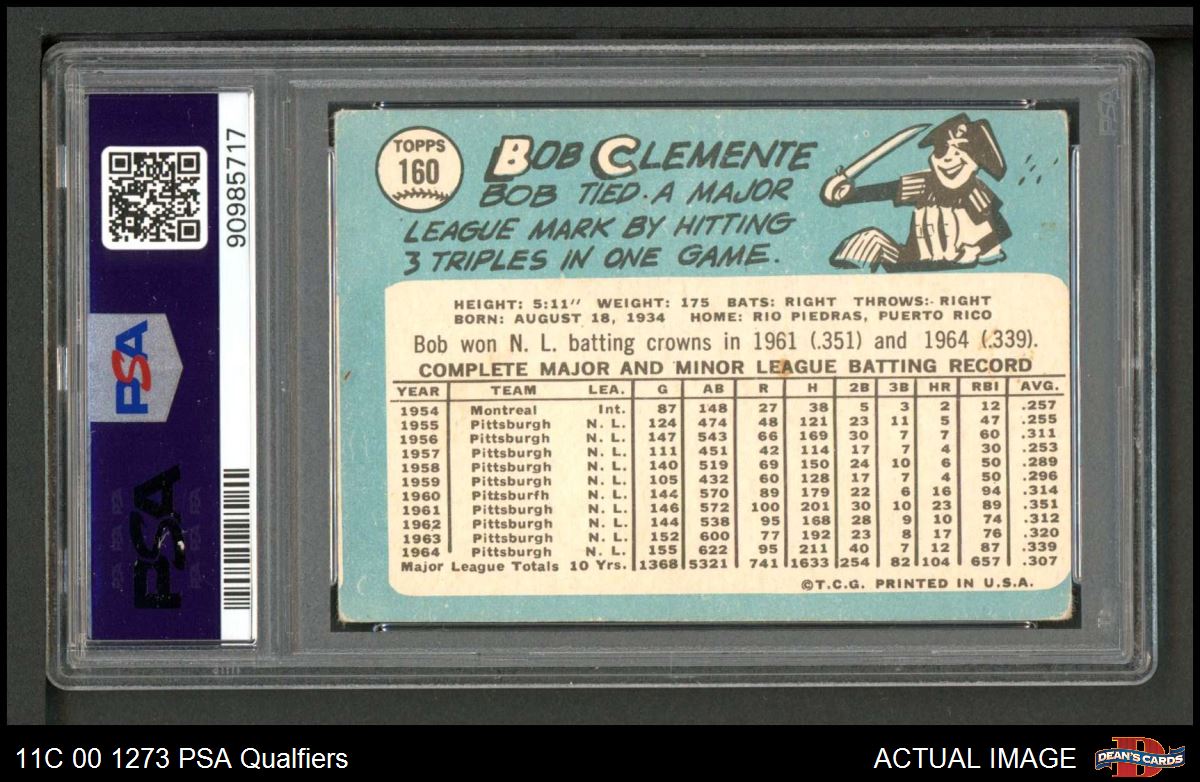 TOPPS
160
BOB CLEMENTE
BOB TIED A MAJOR
LEAGUE MARK BY HITTING
3 TRIPLES IN ONE GAME.
HEIGHT: 5:11" WEIGHT: 175 BATS: RIGHT THROWS: RIGHT
BORN: AUGUST 18, 1934 HOME: RIO PIEDRAS, PUERTO RICO
Bob won N. L. batting crowns in 1961 (.351) and 1964 (.339).
COMPLETE MAJOR AND MINOR LEAGUE BATTING RECORD
YEAR TEAM LEA. G AB R H 2B 3B HR RBI AVG.
1954 Montreal Int. 87 148 27 38 5 3 2 12 .257
1955 Pittsburgh N. L. 124 474 48 121 23 11 5 47 .255
1956 Pittsburgh N. L. 147 543 66 169 30 7 7 60 .311
1957 Pittsburgh N. L. 111 451 42 114 17 7 4 30 .253
1958 Pittsburgh N. L. 140 519 69 150 24 10 6 50 .289
1959 Pittsburgh N. L. 105 432 60 128 17 7 4 50 .296
1960 Pittsburfh N. L. 144 570 89 179 22 6 16 94 .314
1961 Pittsburgh N. L. 146 572 100 201 30 10 23 89 .351
1962 Pittsburgh N. L. 144 538 95 168 28 9 10 74 .312
1963 Pittsburgh N. L. 152 600 77 192 23 8 17 76 .320
1964 Pittsburgh N. L. 155 622 95 211 40 7 12 87 .339
Major League Totals 10 Yrs. 1368 5321 741 1633 254 82 104 657 .307
©T.C.G. PRINTED IN U.S.A.
90985717
PSA
PSA
11C 00 1273 PSA Qualfiers
ACTUAL IMAGE
DEAN'S CARDS